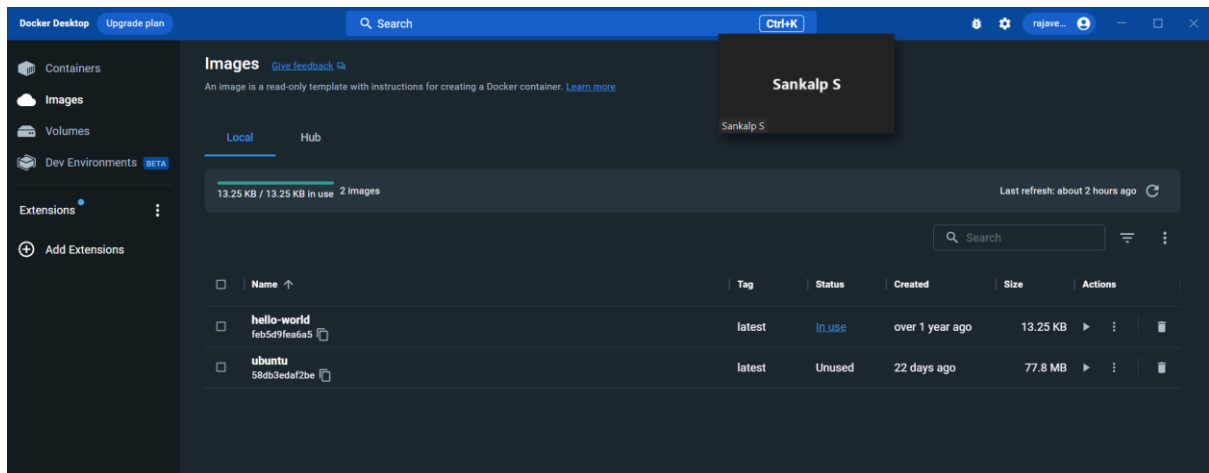 Docker Desktop Upgrade plan Search Ctrl+K rajave...
Containers
Images
Volumes
Dev Environments BETA
Extensions
Add Extensions
Images Give feedback
An image is a read-only template with instructions for creating a Docker container. Learn more
Sankalp S
Sankalp S
Local Hub
13.25 KB / 13.25 KB in use 2 images Last refresh: about 2 hours ago
Search
Name Tag Status Created Size Actions
hello-world
feb5d9fea6a5 latest In use over 1 year ago 13.25 KB
ubuntu
58db3edaf2be latest Unused 22 days ago 77.8 MB